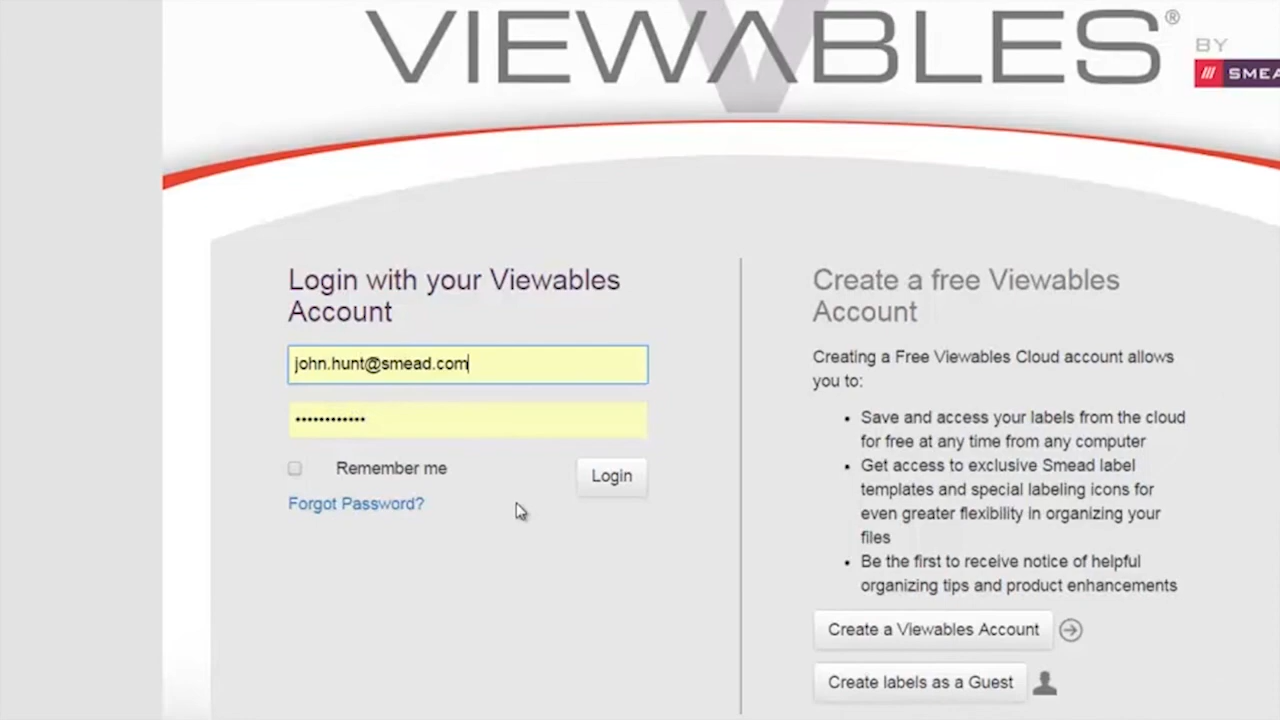 VIEWABLES®
BY
SMEA
Login with your Viewables
Account
john.hunt@smead.com
••••••••••••
Remember me
Login
Forgot Password?
Create a free Viewables
Account
Creating a Free Viewables Cloud account allows
you to:
• Save and access your labels from the cloud
for free at any time from any computer
• Get access to exclusive Smead label
templates and special labeling icons for
even greater flexibility in organizing your
files
• Be the first to receive notice of helpful
organizing tips and product enhancements
Create a Viewables Account
Create labels as a Guest